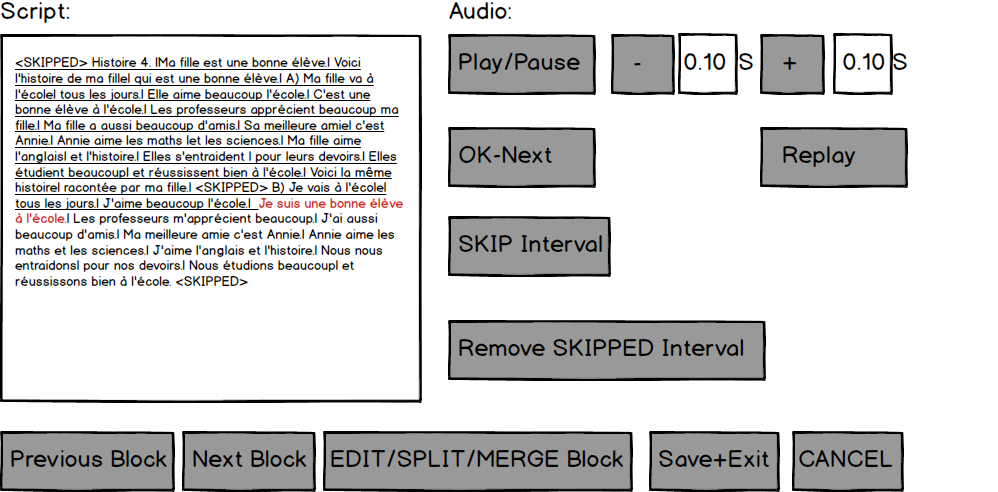 Script:
<SKIPPED> Histoire 4. |Ma fille est une bonne élève.| Voici
l'histoire de ma fille| qui est une bonne élève.| A) Ma fille va à
l'école| tous les jours.| Elle aime beaucoup l'école.| C'est une
bonne élève à l'école.| Les professeurs apprécient beaucoup ma
fille.| Ma fille a aussi beaucoup d'amis.| Sa meilleure amie| c'est
Annie.| Annie aime les maths |et les sciences.| Ma fille aime
l'anglais| et l'histoire.| Elles s'entraident | pour leurs devoirs.| Elles
étudient beaucoup| et réussissent bien à l'école.| Voici la même
histoire| racontée par ma fille.| <SKIPPED> B) Je vais à l'école|
tous les jours.| J'aime beaucoup l'école.| Je suis une bonne élève
à l'école.| Les professeurs m'apprécient beaucoup.| J'ai aussi
beaucoup d'amis.| Ma meilleure amie c'est Annie.| Annie aime les
maths et les sciences.| J'aime l'anglais et l'histoire.| Nous nous
entraidons| pour nos devoirs.| Nous étudions beaucoup| et
réussissons bien à l'école. <SKIPPED>
Audio:
Play/Pause - 0.10 S + 0.10 S
OK-Next Replay
SKIP Interval
Remove SKIPPED Interval
Previous Block Next Block EDIT/SPLIT/MERGE Block Save+Exit CANCEL